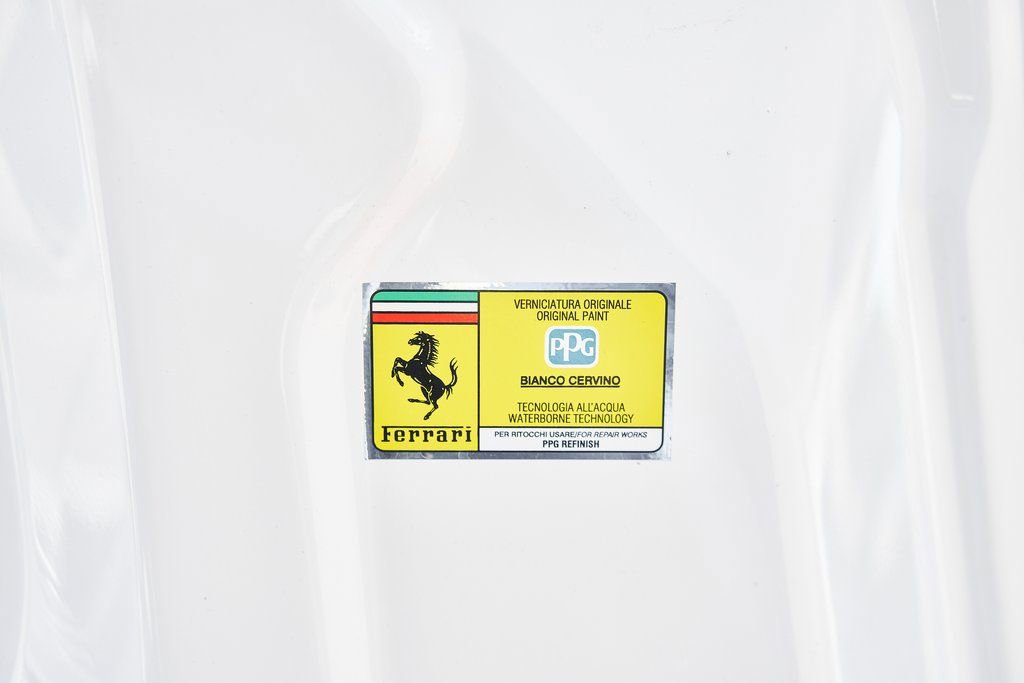 Ferrari
VERNICIATURA ORIGINALE
ORIGINAL PAINT
PPG
BIANCO CERVINO
TECNOLOGIA ALL'ACQUA
WATERBORNE TECHNOLOGY
PER RITOCCHI USARE/FOR REPAIR WORKS
PPG REFINISH